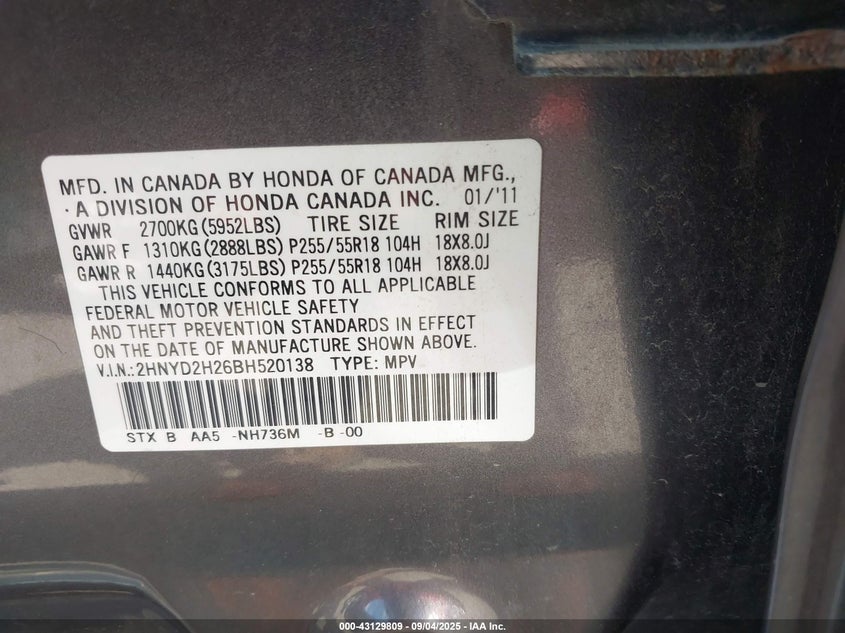 MFD. IN CANADA BY HONDA OF CANADA MFG.,
A DIVISION OF HONDA CANADA INC. 01/'11
GVWR 2700KG(5952LBS) TIRE SIZE RIM SIZE
GAWR F 1310KG(2888LBS) P255/55R18 104H 18X8.0J
GAWR R 1440KG(3175LBS) P255/55R18 104H 18X8.0J
THIS VEHICLE CONFORMS TO ALL APPLICABLE
FEDERAL MOTOR VEHICLE SAFETY
AND THEFT PREVENTION STANDARDS IN EFFECT
ON THE DATE OF MANUFACTURE SHOWN ABOVE.
V.I.N.:2HNYD2H26BH520138 TYPE: MPV
STX B AA5 -NH736M -B-00
000-43129809 - 09/04/2025 - IAA Inc.